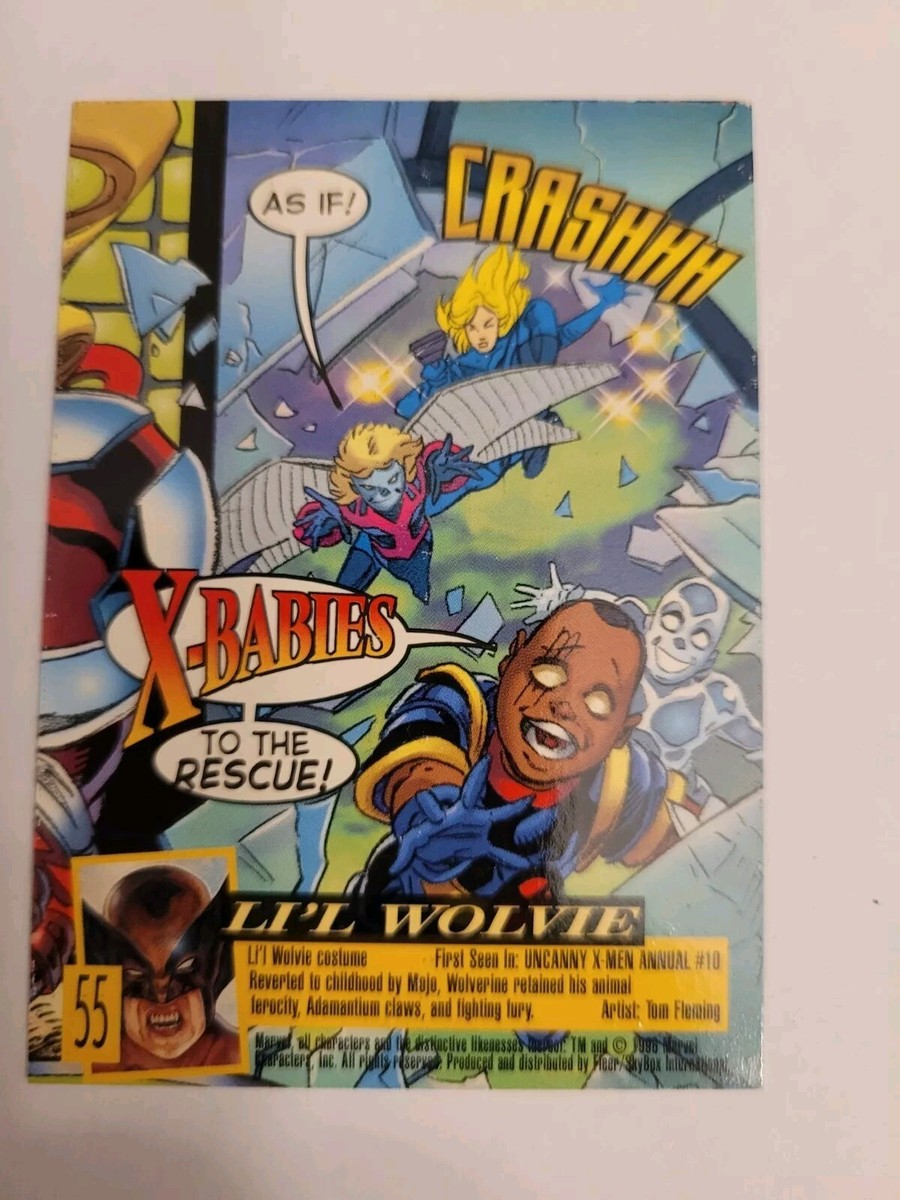 AS IF!
CRASHHH
X-BABIES
TO THE
RESCUE!
LI'L WOLVIE
Li'l Wolvie costume First Seen In: UNCANNY X-MEN ANNUAL #10
Reverted to childhood by Mojo, Wolverine retained his animal
ferocity, Adamantium claws, and fighting fury. Artist: Tom Fleming
55
Marvel, all characters and the distinctive likenesses thereof: TM and © 1996 Marvel
Characters, Inc. All rights reserved. Produced and distributed by Fleer/SkyBox International.